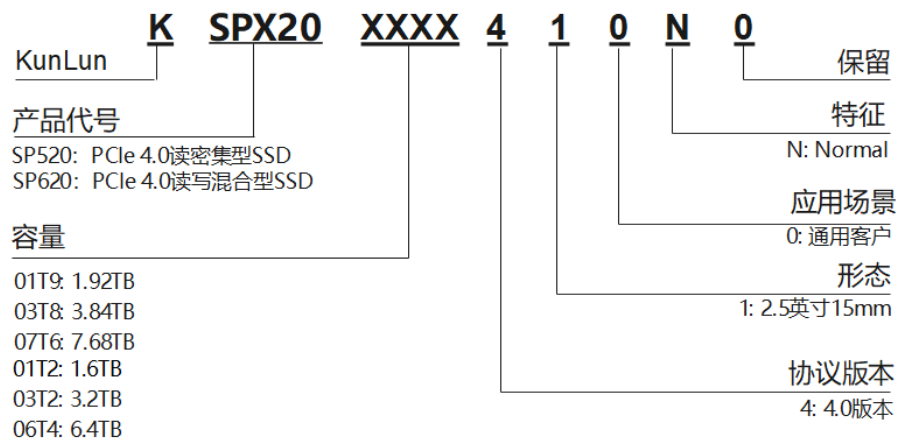 K SPX20 XXXX 4 1 0 N 0
KunLun
产品代号
SP520：PCIe 4.0读密集型SSD
SP620：PCIe 4.0读写混合型SSD
容量
01T9: 1.92TB
03T8: 3.84TB
07T6: 7.68TB
01T2: 1.6TB
03T2: 3.2TB
06T4: 6.4TB
保留
特征
N: Normal
应用场景
0: 通用客户
形态
1: 2.5英寸15mm
协议版本
4: 4.0版本